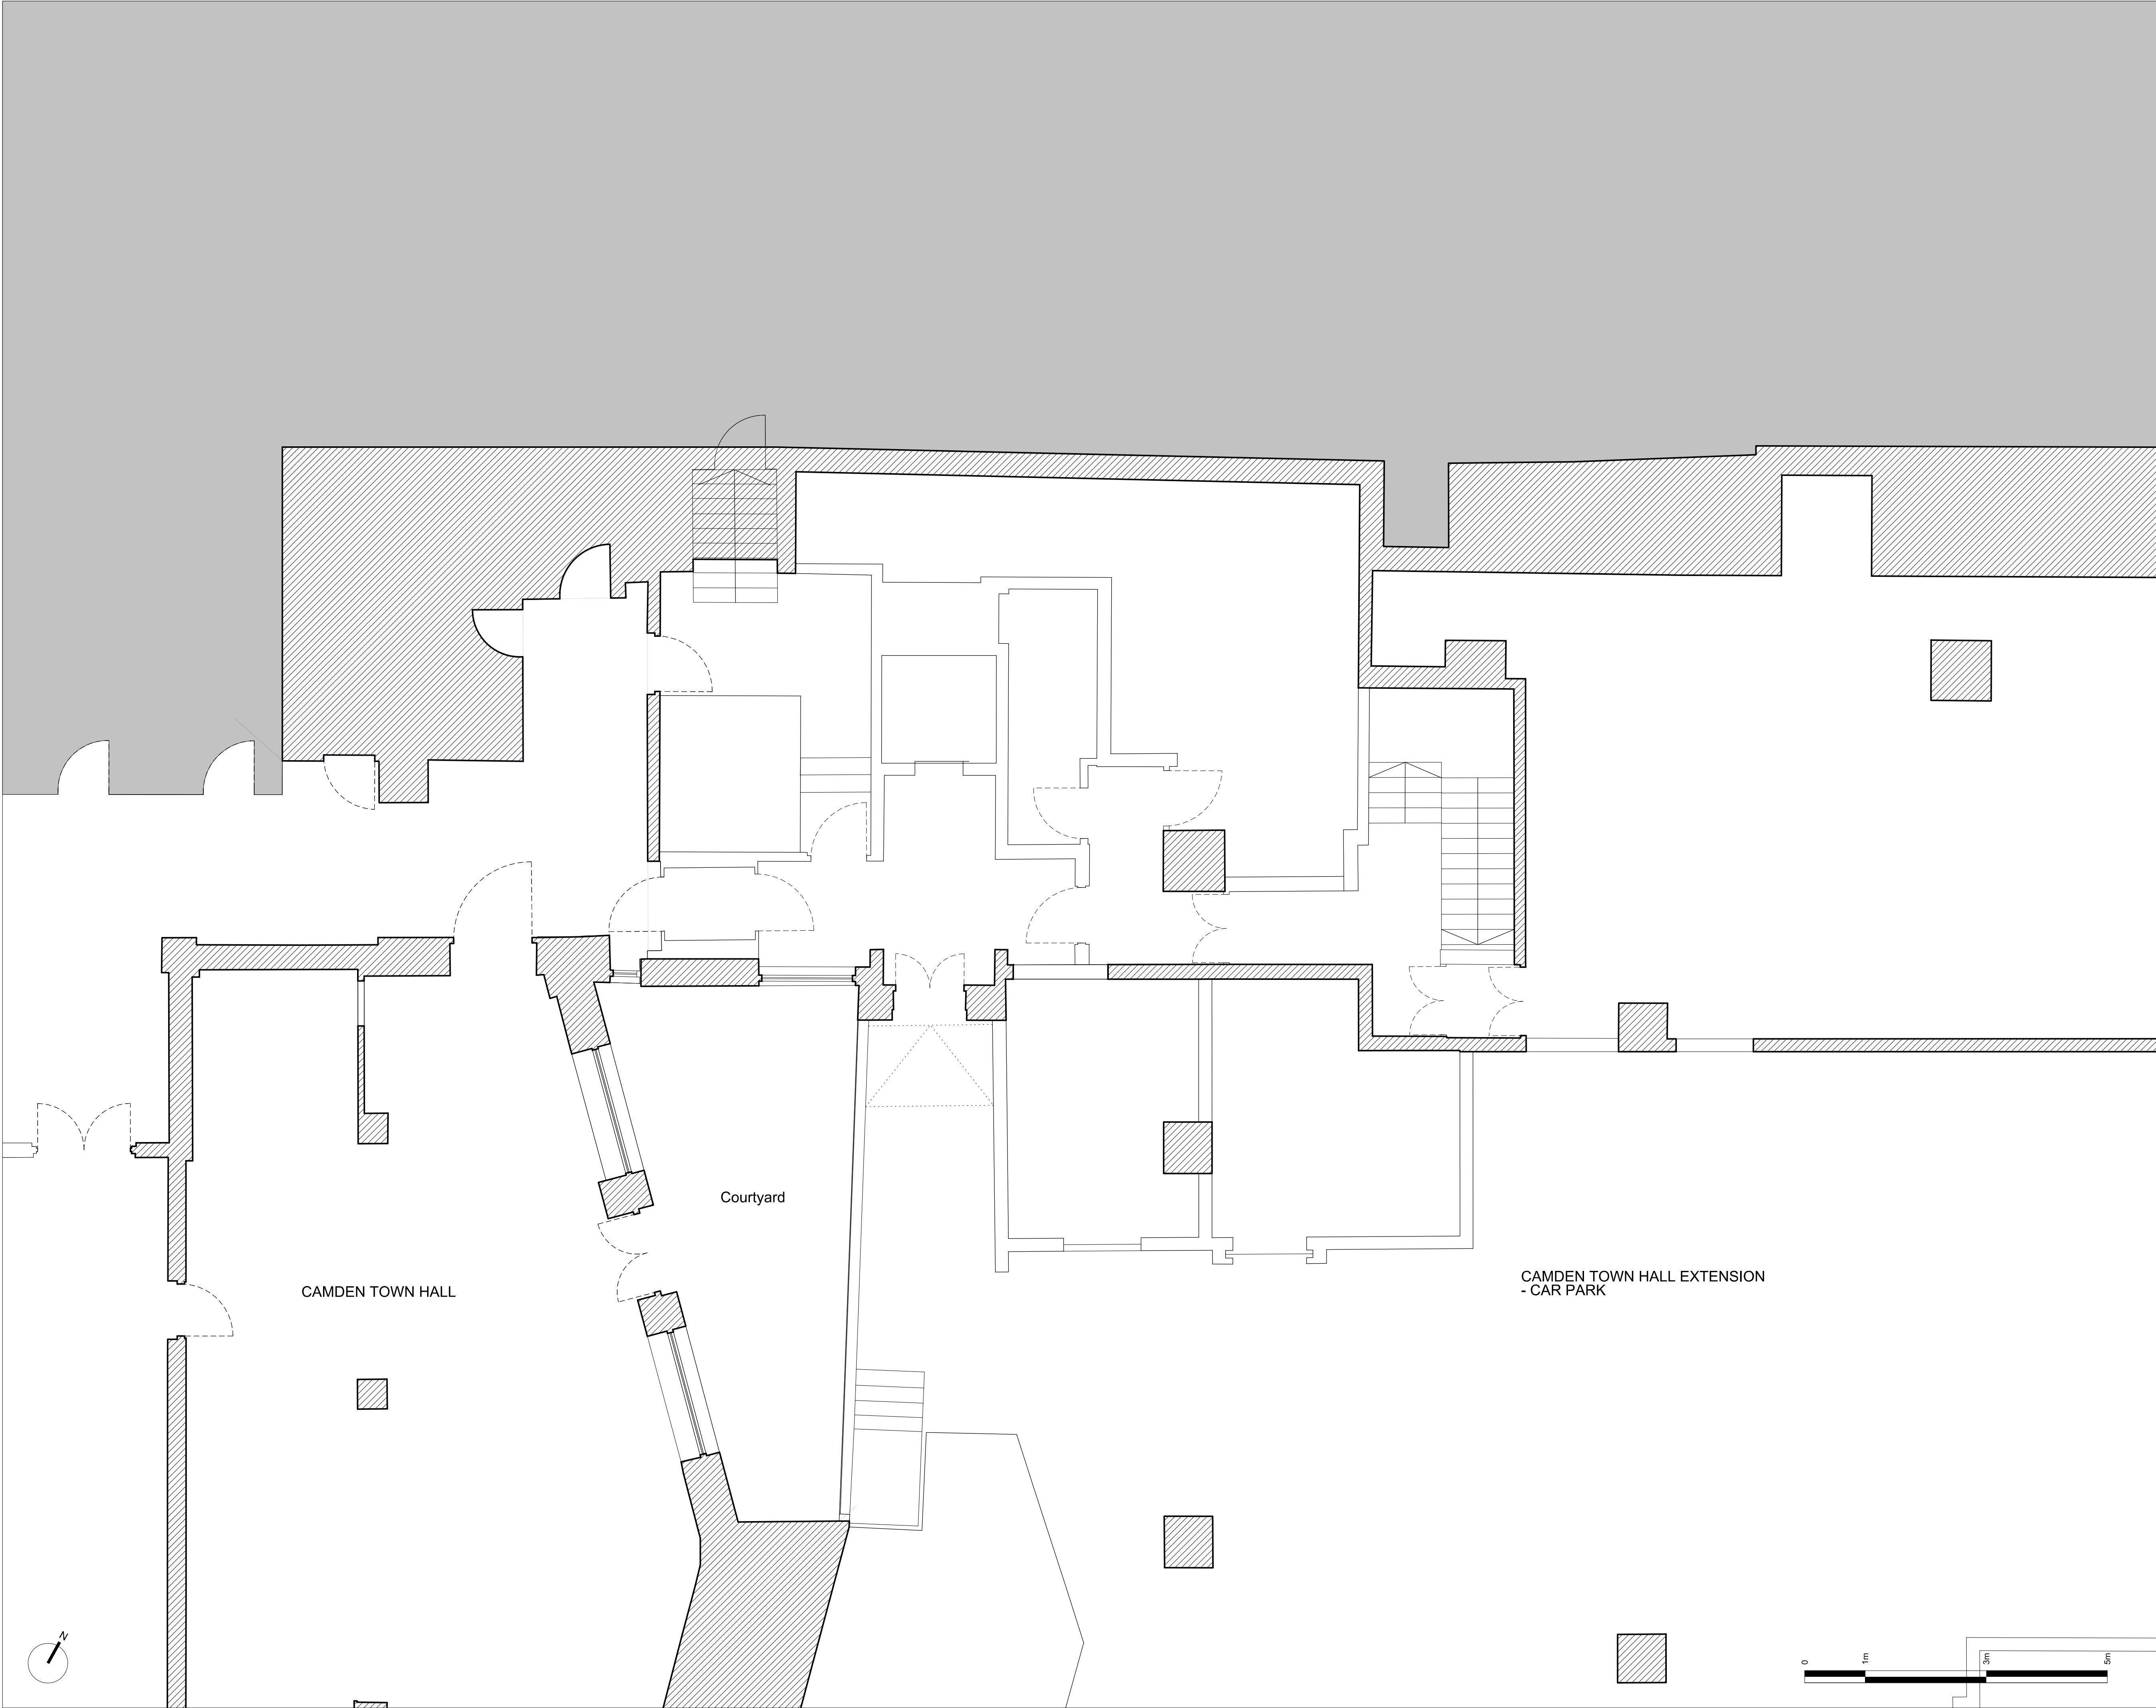 Courtyard
CAMDEN TOWN HALL
CAMDEN TOWN HALL EXTENSION
- CAR PARK
N
0
1m
3m
5m